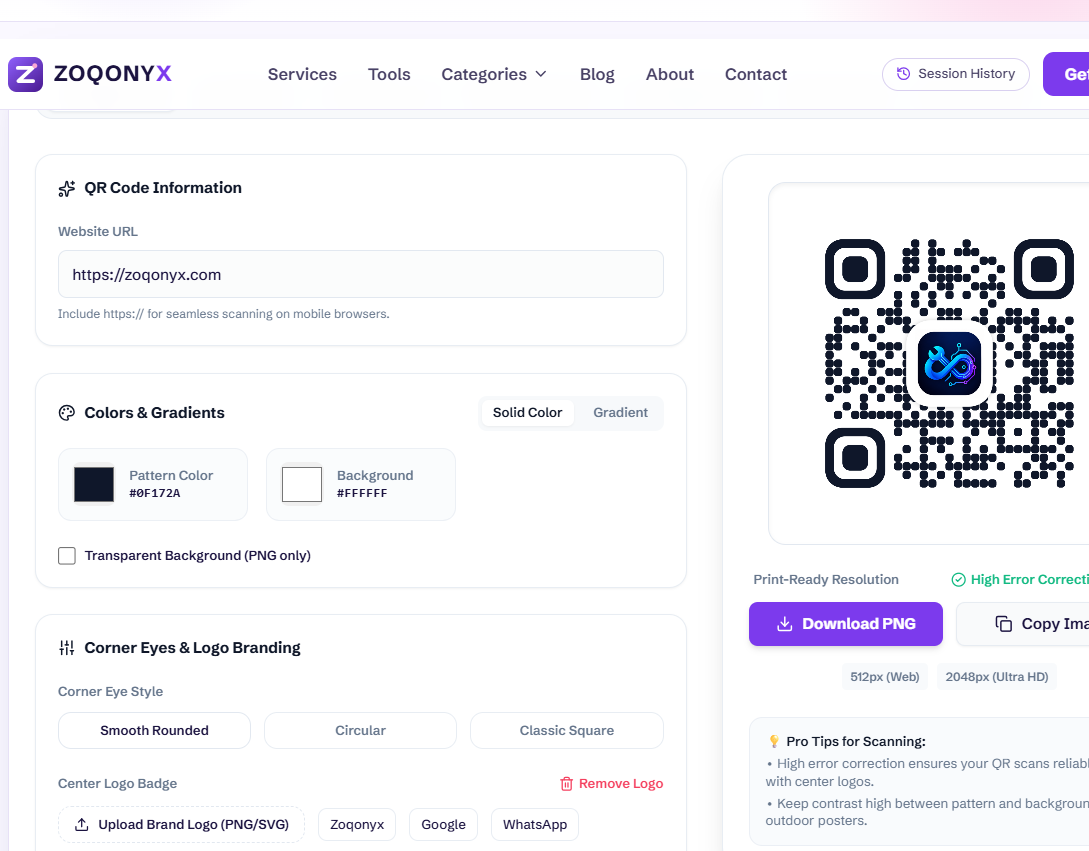 ZOQONYX
Services
Tools
Categories
Blog
About
Contact
Session History
Get
QR Code Information
Website URL
https://zoqonyx.com
Include https:// for seamless scanning on mobile browsers.
Colors & Gradients
Solid Color
Gradient
Pattern Color
#0F172A
Background
#FFFFFF
Transparent Background (PNG only)
Corner Eyes & Logo Branding
Corner Eye Style
Smooth Rounded
Circular
Classic Square
Center Logo Badge
Remove Logo
Upload Brand Logo (PNG/SVG)
Zoqonyx
Google
WhatsApp
Print-Ready Resolution
High Error
Download PNG
Copy
512px (Web)
2048px (Ultra HD)
Pro Tips for Scanning:
• High error correction ensures your QR scans
with center logos.
• Keep contrast high between pattern and
outdoor posters.